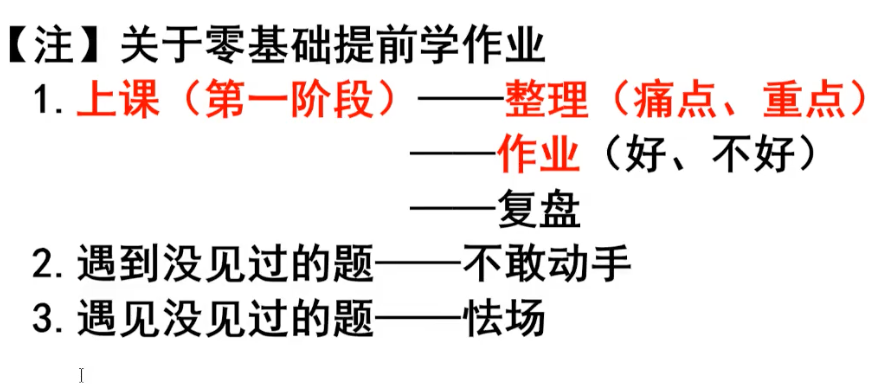 【注】关于零基础提前学作业
1.上课（第一阶段）——整理（痛点、重点）
——作业（好、不好）
——复盘
2.遇到没见过的题——不敢动手
3.遇见没见过的题——怯场